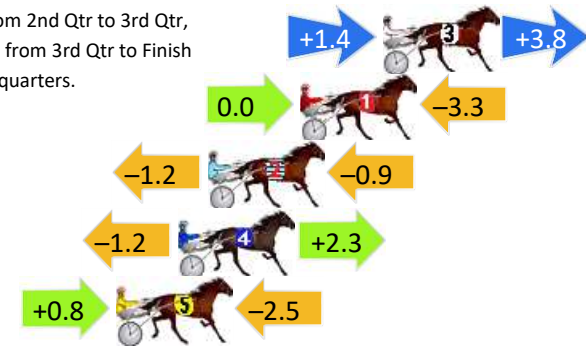 om 2nd Qtr to 3rd Qtr,
from 3rd Qtr to Finish
quarters.
+1.4 3 +3.8
0.0 1 –3.3
–1.2 2 –0.9
–1.2 4 +2.3
+0.8 5 –2.5